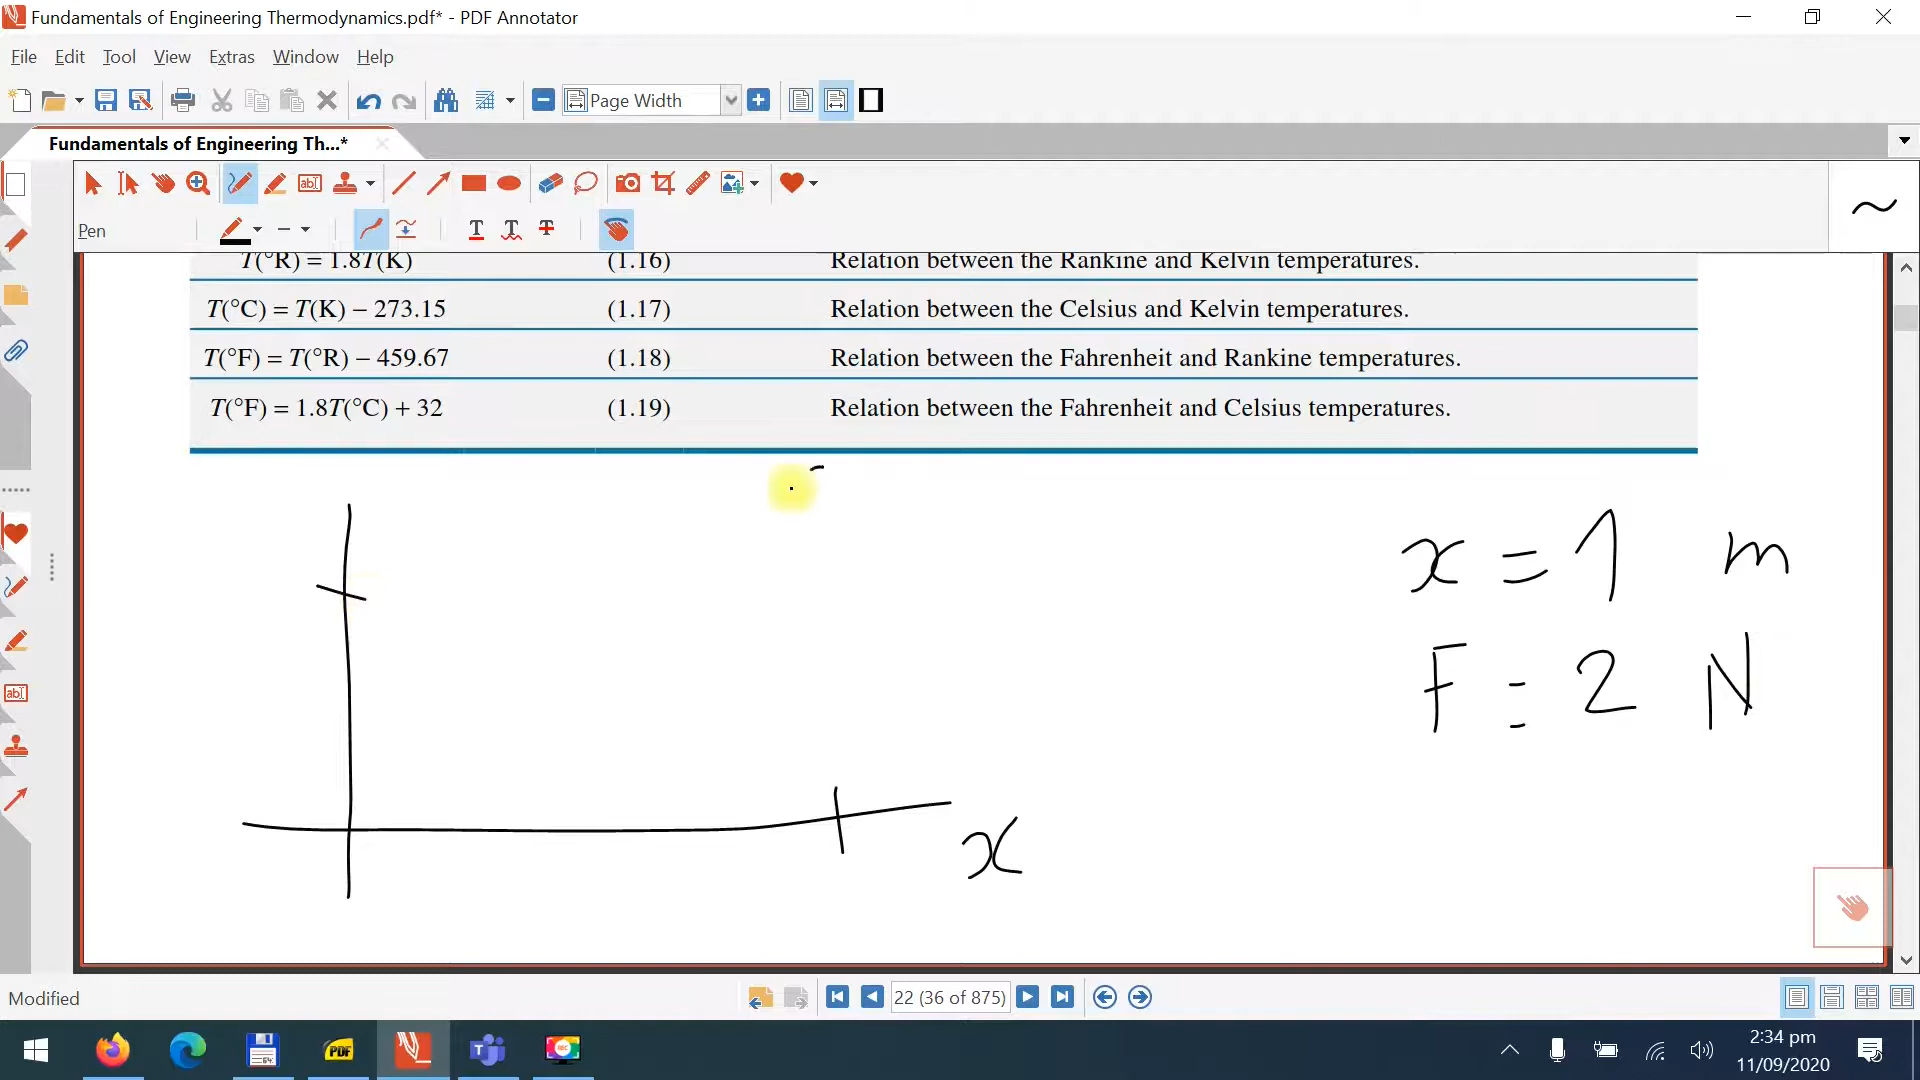 Fundamentals of Engineering Thermodynamics.pdf* - PDF Annotator
File Edit Tool View Extras Window Help
Page Width
Fundamentals of Engineering Th...*
Pen
T(°R) = 1.8T(K) (1.16) Relation between the Rankine and Kelvin temperatures.
T(°C) = T(K) − 273.15 (1.17) Relation between the Celsius and Kelvin temperatures.
T(°F) = T(°R) − 459.67 (1.18) Relation between the Fahrenheit and Rankine temperatures.
T(°F) = 1.8T(°C) + 32 (1.19) Relation between the Fahrenheit and Celsius temperatures.
x = 1 m
F = 2 N
x
Modified
22 (36 of 875)
PDF
2:34 pm
11/09/2020